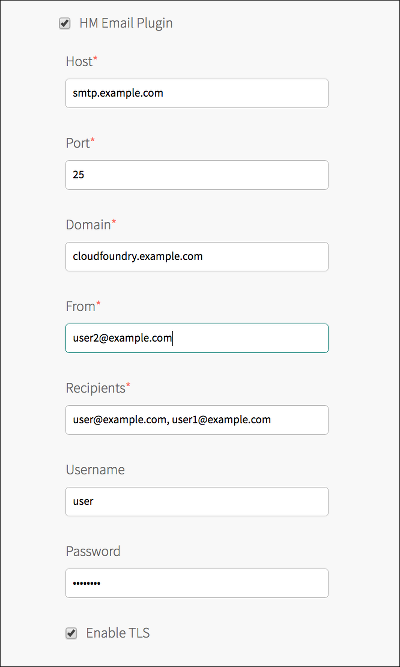 HM Email Plugin
Host*
smtp.example.com
Port*
25
Domain*
cloudfoundry.example.com
From*
user2@example.com
Recipients*
user@example.com, user1@example.com
Username
user
Password
••••••••
Enable TLS